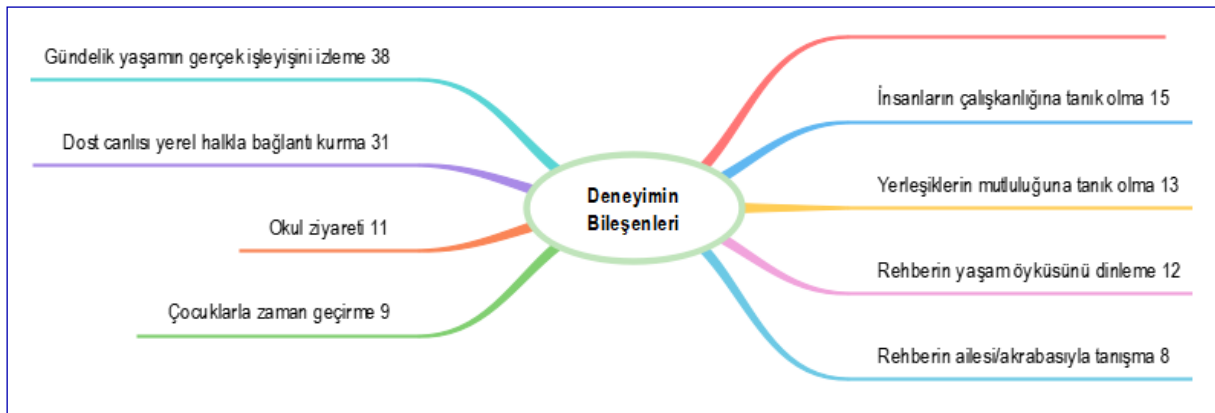 Gündelik yaşamın gerçek işleyişini izleme 38
Dost canlısı yerel halkla bağlantı kurma 31
Okul ziyareti 11
Çocuklarla zaman geçirme 9
Deneyimin
Bileşenleri
İnsanların çalışkanlığına tanık olma 15
Yerleşiklerin mutluluğuna tanık olma 13
Rehberin yaşam öyküsünü dinleme 12
Rehberin ailesi/akrabasıyla tanışma 8